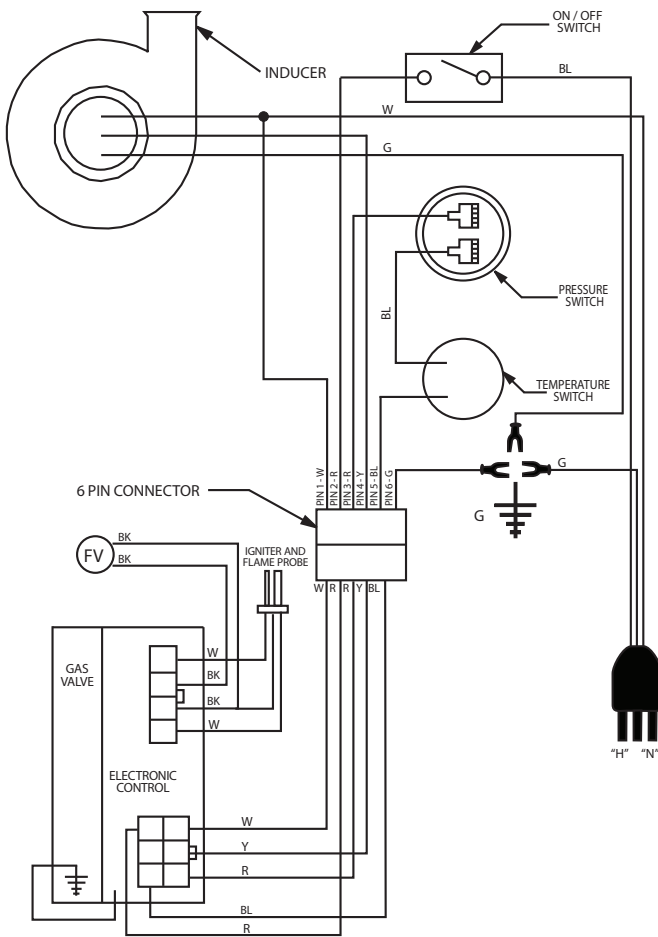 ON / OFF
SWITCH
INDUCER
BL
W
G
PRESSURE
SWITCH
BL
TEMPERATURE
SWITCH
PIN 1 - W
PIN 2 - R
PIN 3 - R
PIN 4 - Y
PIN 5 - BL
PIN 6 - G
G
6 PIN CONNECTOR
G
BK
FV
BK
IGNITER AND
FLAME PROBE
W R R Y BL
GAS
VALVE
W
BK
BK
W
"H" "N"
ELECTRONIC
CONTROL
W
Y
R
BL
R